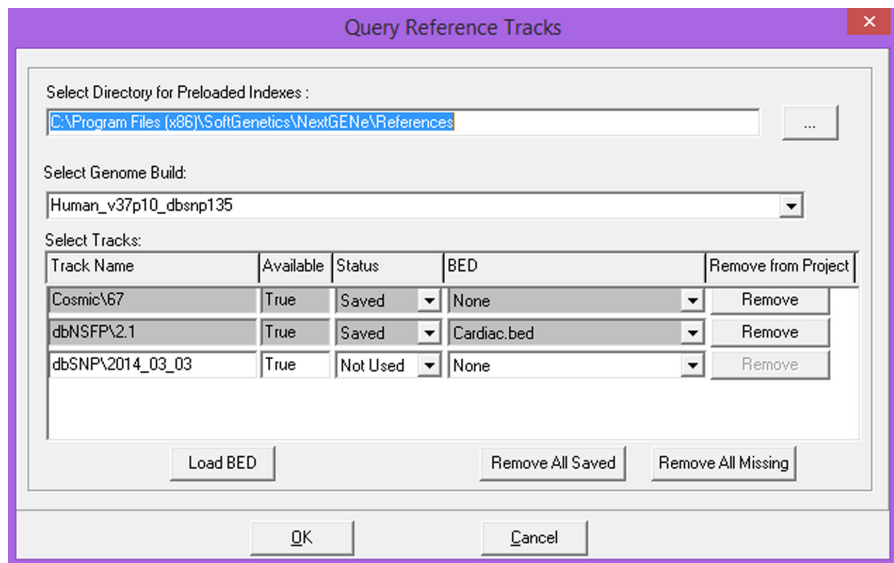 Query Reference Tracks
Select Directory for Preloaded Indexes :
C:\Program Files (x86)\SoftGenetics\NextGENe\References
...
Select Genome Build:
Human_v37p10_dbsnp135
Select Tracks:
Track Name Available Status BED Remove from Project
Cosmic\67 True Saved None Remove
dbNSFP\2.1 True Saved Cardiac.bed Remove
dbSNP\2014_03_03 True Not Used None Remove
Load BED Remove All Saved Remove All Missing
OK Cancel